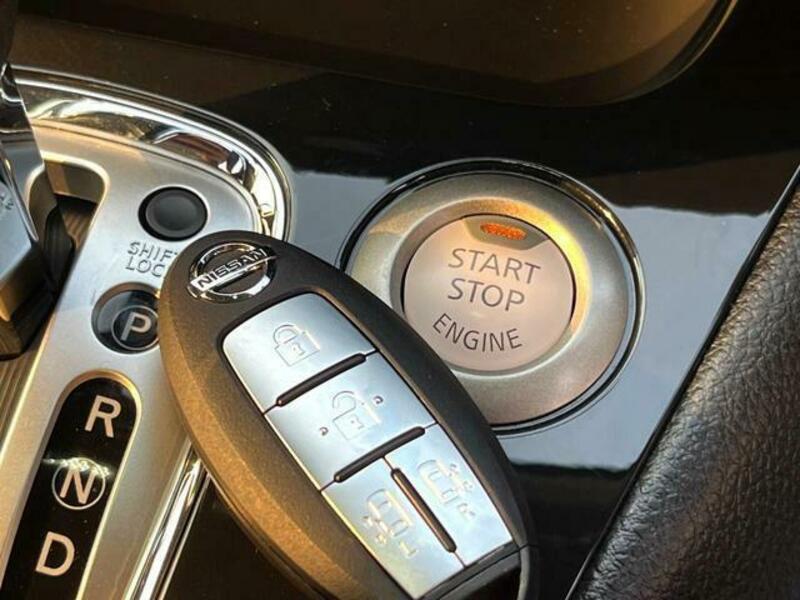 SHIFT
LOCK
P
R
N
D
NISSAN
R
L
START
STOP
ENGINE